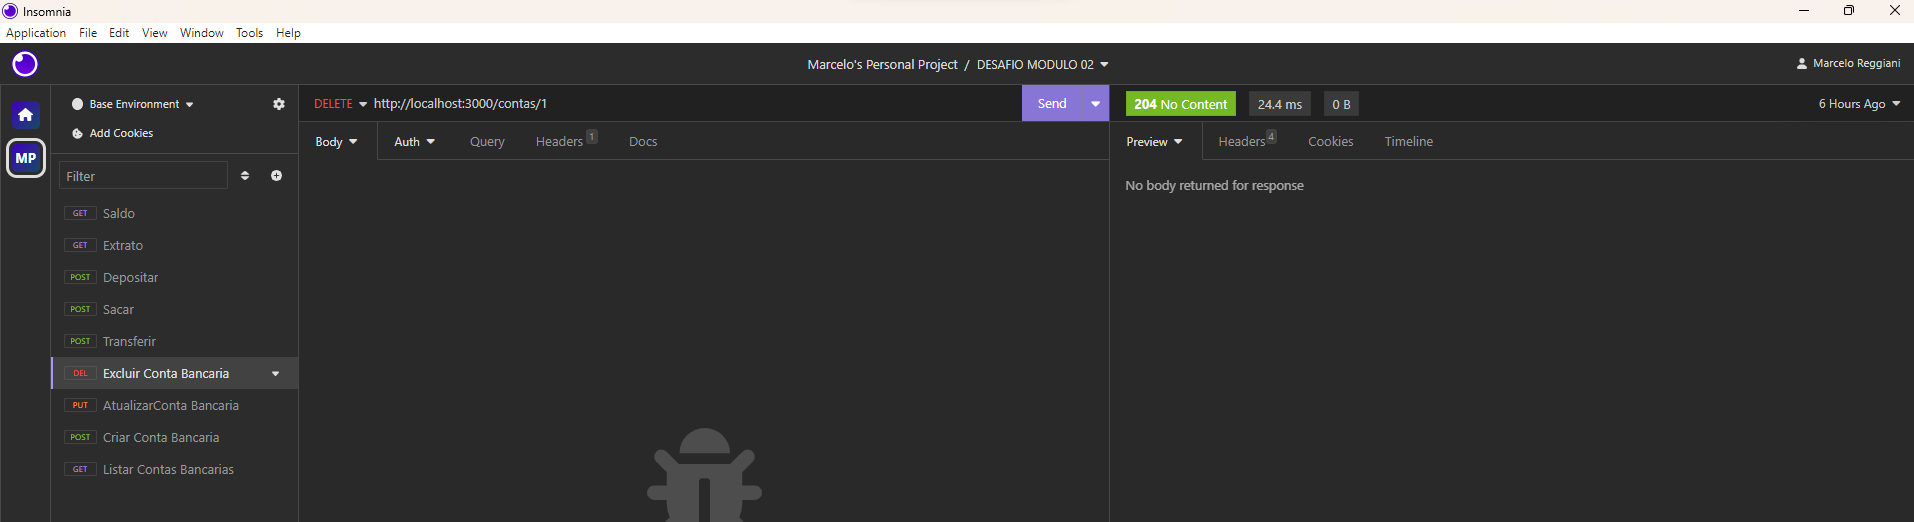 Insomnia
Application File Edit View Window Tools Help
Marcelo's Personal Project / DESAFIO MODULO 02
Marcelo Reggiani
MP
Base Environment
Add Cookies
Filter
GET Saldo
GET Extrato
POST Depositar
POST Sacar
POST Transferir
DEL Excluir Conta Bancaria
PUT AtualizarConta Bancaria
POST Criar Conta Bancaria
GET Listar Contas Bancarias
DELETE http://localhost:3000/contas/1 Send
Body Auth Query Headers 1 Docs
204 No Content 24.4 ms 0 B 6 Hours Ago
Preview Headers 4 Cookies Timeline
No body returned for response